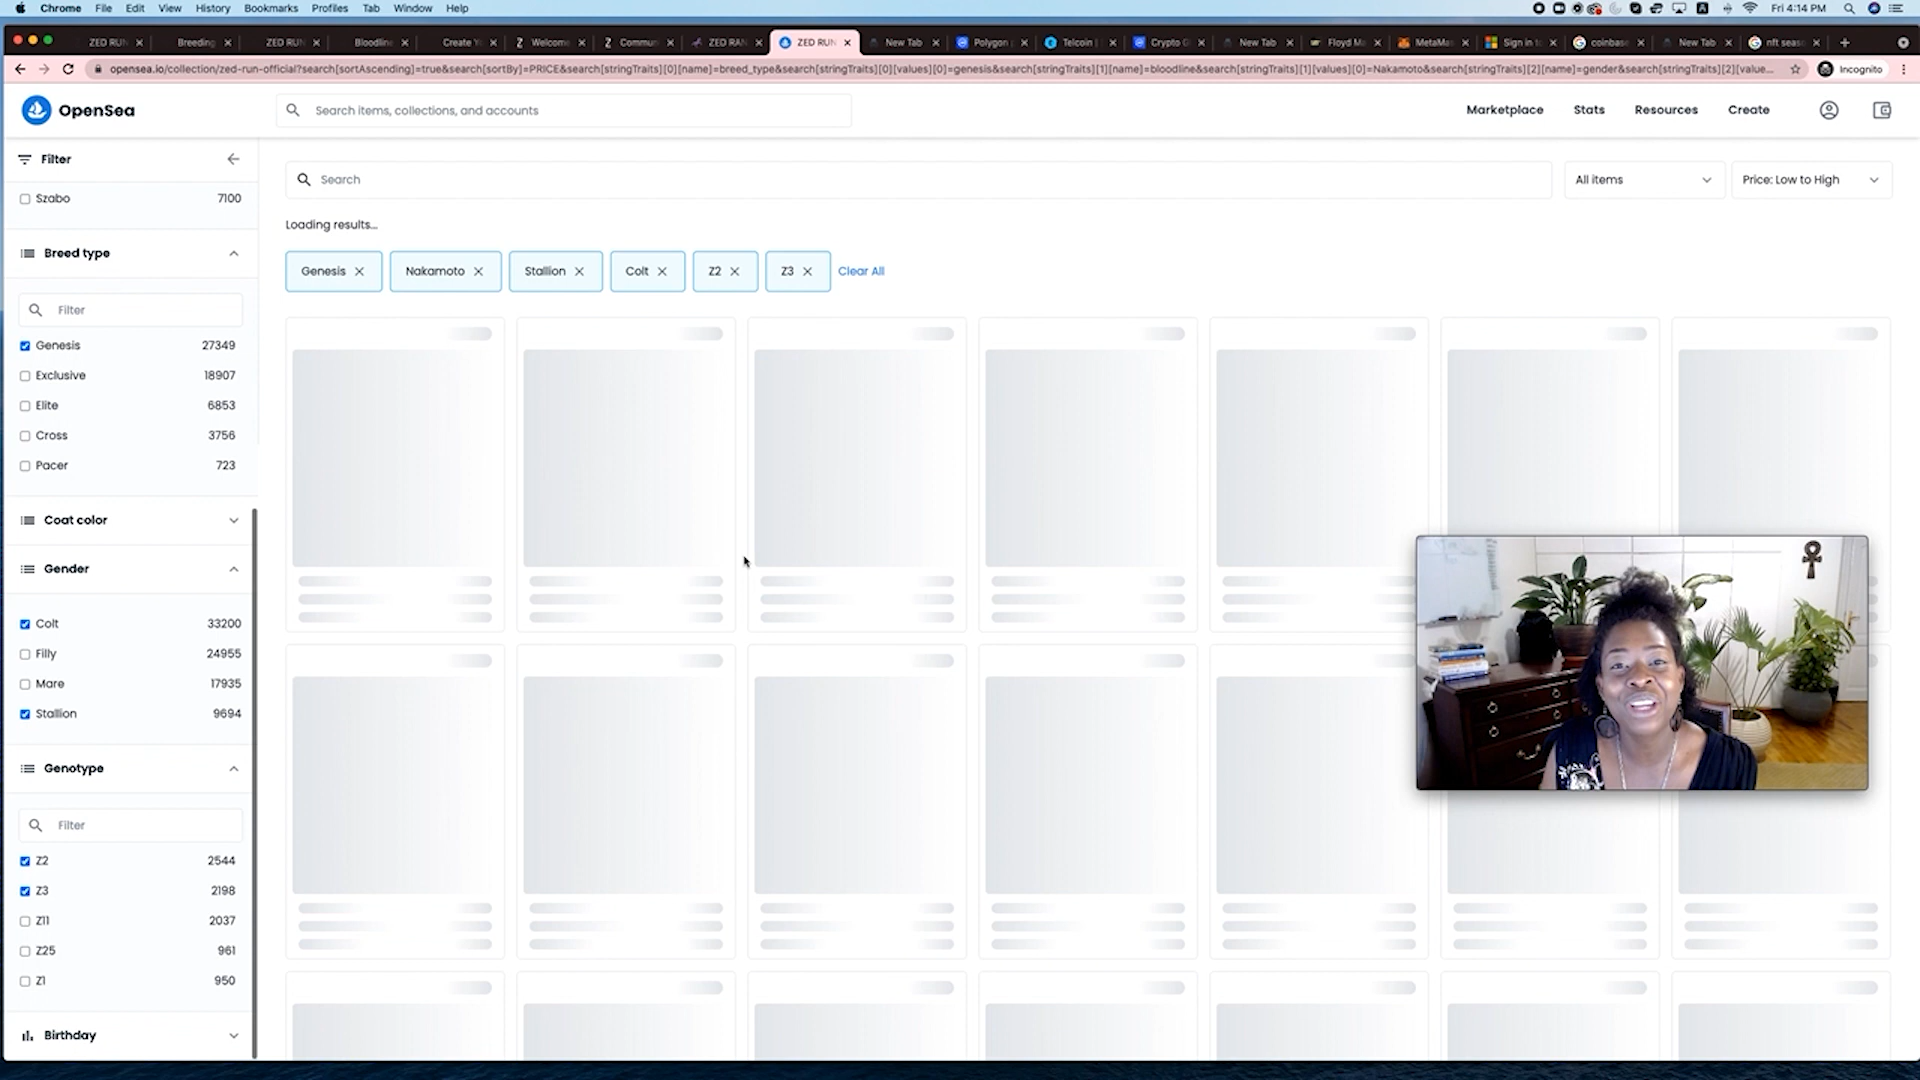 Chrome File Edit View History Bookmarks Profiles Tab Window Help
Fri 4:14 PM
ZED RUN Breeding ZED RUN Bloodline Create Welcome Commun ZED RAN ZED RUN New Tab Polygon Telcoin Crypto New Tab Floyd MetaMas Sign in to coinbase New Tab nft seas
opensea.io/collection/zed-run-official?search[sortAscending]=true&search[sortBy]=PRICE&search[stringTraits][0][name]=breed_type&search[stringTraits][0][values][0]=genesis&search[stringTraits][1][name]=bloodline&search[stringTraits][1][values][0]=Nakamoto&search[stringTraits][2][name]=gender&search[stringTraits][2][value...
Incognito
OpenSea
Search items, collections, and accounts
Marketplace Stats Resources Create
Filter
Szabo 7100
Breed type
Filter
Genesis 27349
Exclusive 18907
Elite 6853
Cross 3756
Pacer 723
Coat color
Gender
Colt 33200
Filly 24955
Mare 17935
Stallion 9694
Genotype
Filter
Z2 2544
Z3 2198
Z11 2037
Z25 961
Z1 950
Birthday
Search
All items
Price: Low to High
Loading results...
Genesis Nakamoto Stallion Colt Z2 Z3 Clear All